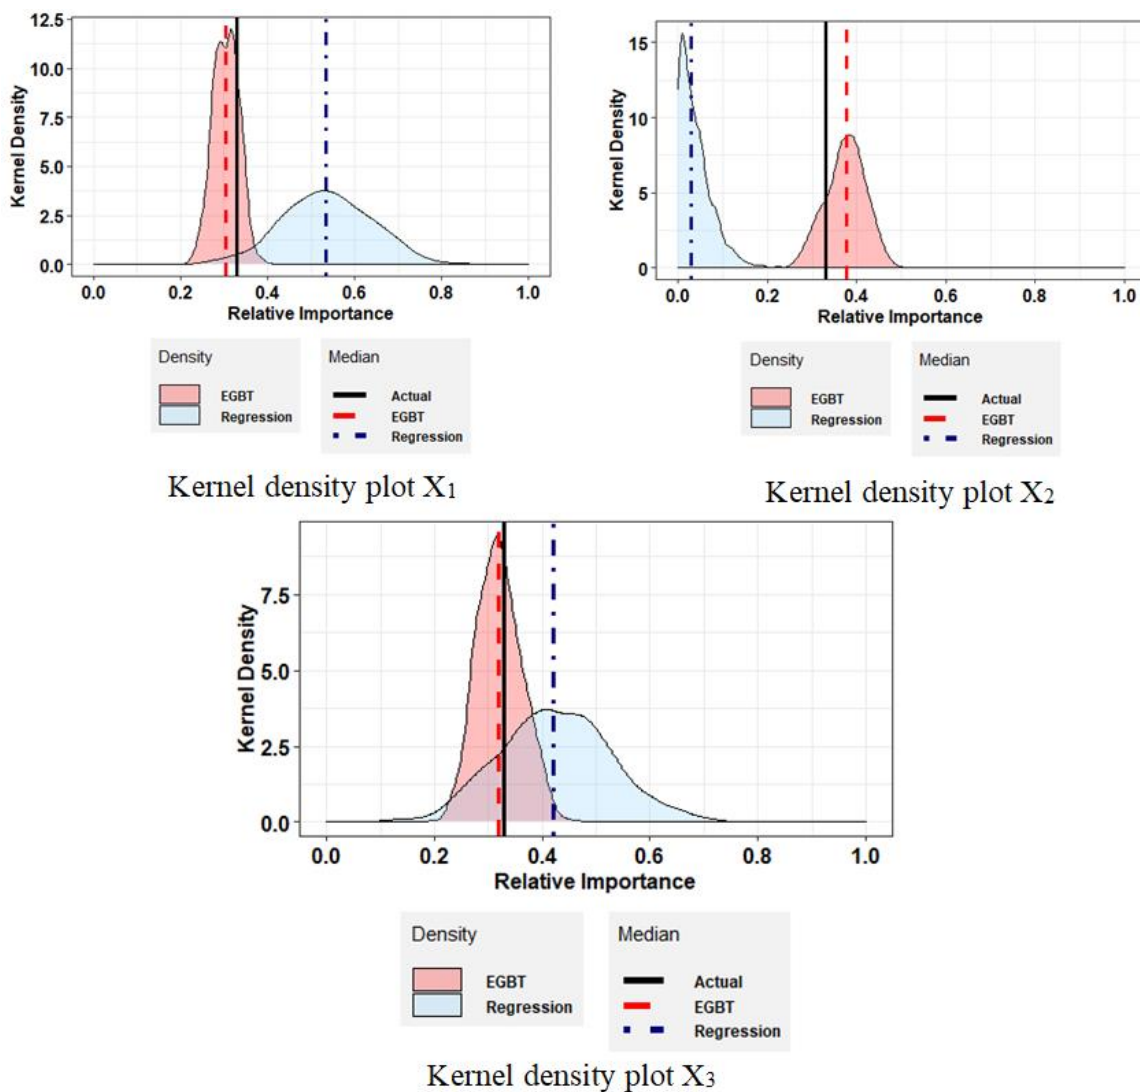 12.5
10.0
7.5
5.0
2.5
0.0
Kernel Density
0.0 0.2 0.4 0.6 0.8 1.0
Relative Importance
Density
EGBT
Regression
Median
Actual
EGBT
Regression
Kernel density plot X₁
15
10
5
0
Kernel Density
0.0 0.2 0.4 0.6 0.8 1.0
Relative Importance
Density
EGBT
Regression
Median
Actual
EGBT
Regression
Kernel density plot X₂
7.5
5.0
2.5
0.0
Kernel Density
0.0 0.2 0.4 0.6 0.8 1.0
Relative Importance
Density
EGBT
Regression
Median
Actual
EGBT
Regression
Kernel density plot X₃